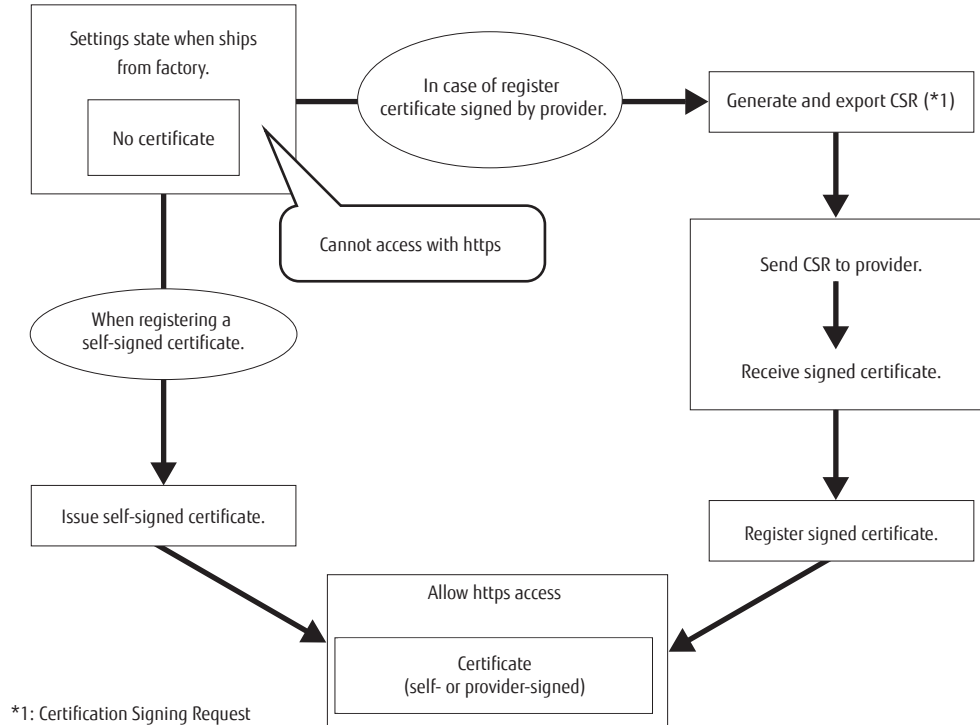 Settings state when ships
from factory.
No certificate
In case of register
certificate signed by provider.
Generate and export CSR (*1)
Cannot access with https
Send CSR to provider.
Receive signed certificate.
When registering a
self-signed certificate.
Issue self-signed certificate.
Register signed certificate.
Allow https access
Certificate
(self- or provider-signed)
*1: Certification Signing Request